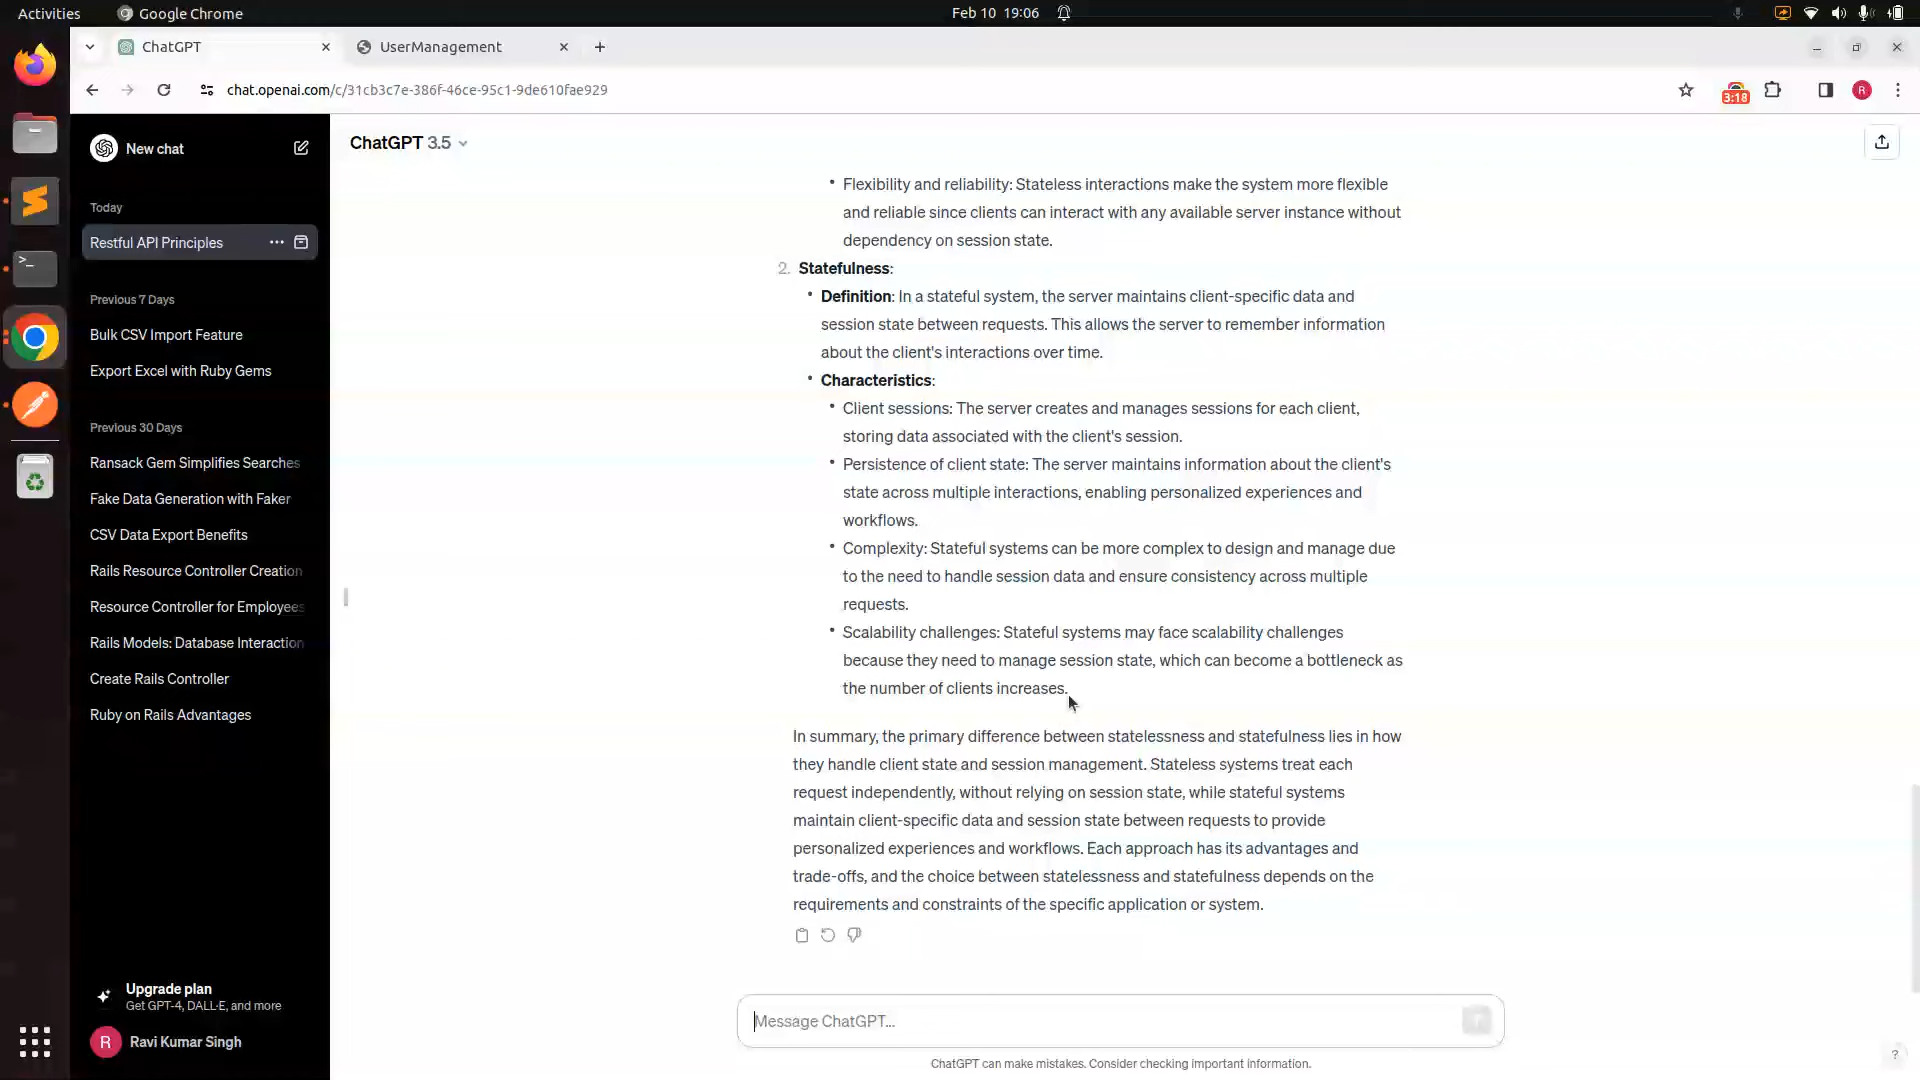 Activities
Google Chrome
Feb 10 19:06
ChatGPT
UserManagement
chat.openai.com/c/31cb3c7e-386f-46ce-95c1-9de610fae929
3:18
R
New chat
Today
Restful API Principles
Previous 7 Days
Bulk CSV Import Feature
Export Excel with Ruby Gems
Previous 30 Days
Ransack Gem Simplifies Searches
Fake Data Generation with Faker
CSV Data Export Benefits
Rails Resource Controller Creation
Resource Controller for Employees
Rails Models: Database Interaction
Create Rails Controller
Ruby on Rails Advantages
Upgrade plan
Get GPT-4, DALL·E, and more
R
Ravi Kumar Singh
ChatGPT 3.5
• Flexibility and reliability: Stateless interactions make the system more flexible
and reliable since clients can interact with any available server instance without
dependency on session state.
2. Statefulness:
• Definition: In a stateful system, the server maintains client-specific data and
session state between requests. This allows the server to remember information
about the client's interactions over time.
• Characteristics:
• Client sessions: The server creates and manages sessions for each client,
storing data associated with the client's session.
• Persistence of client state: The server maintains information about the client's
state across multiple interactions, enabling personalized experiences and
workflows.
• Complexity: Stateful systems can be more complex to design and manage due
to the need to handle session data and ensure consistency across multiple
requests.
• Scalability challenges: Stateful systems may face scalability challenges
because they need to manage session state, which can become a bottleneck as
the number of clients increases.
In summary, the primary difference between statelessness and statefulness lies in how
they handle client state and session management. Stateless systems treat each
request independently, without relying on session state, while stateful systems
maintain client-specific data and session state between requests to provide
personalized experiences and workflows. Each approach has its advantages and
trade-offs, and the choice between statelessness and statefulness depends on the
requirements and constraints of the specific application or system.
Message ChatGPT...
ChatGPT can make mistakes. Consider checking important information.
?